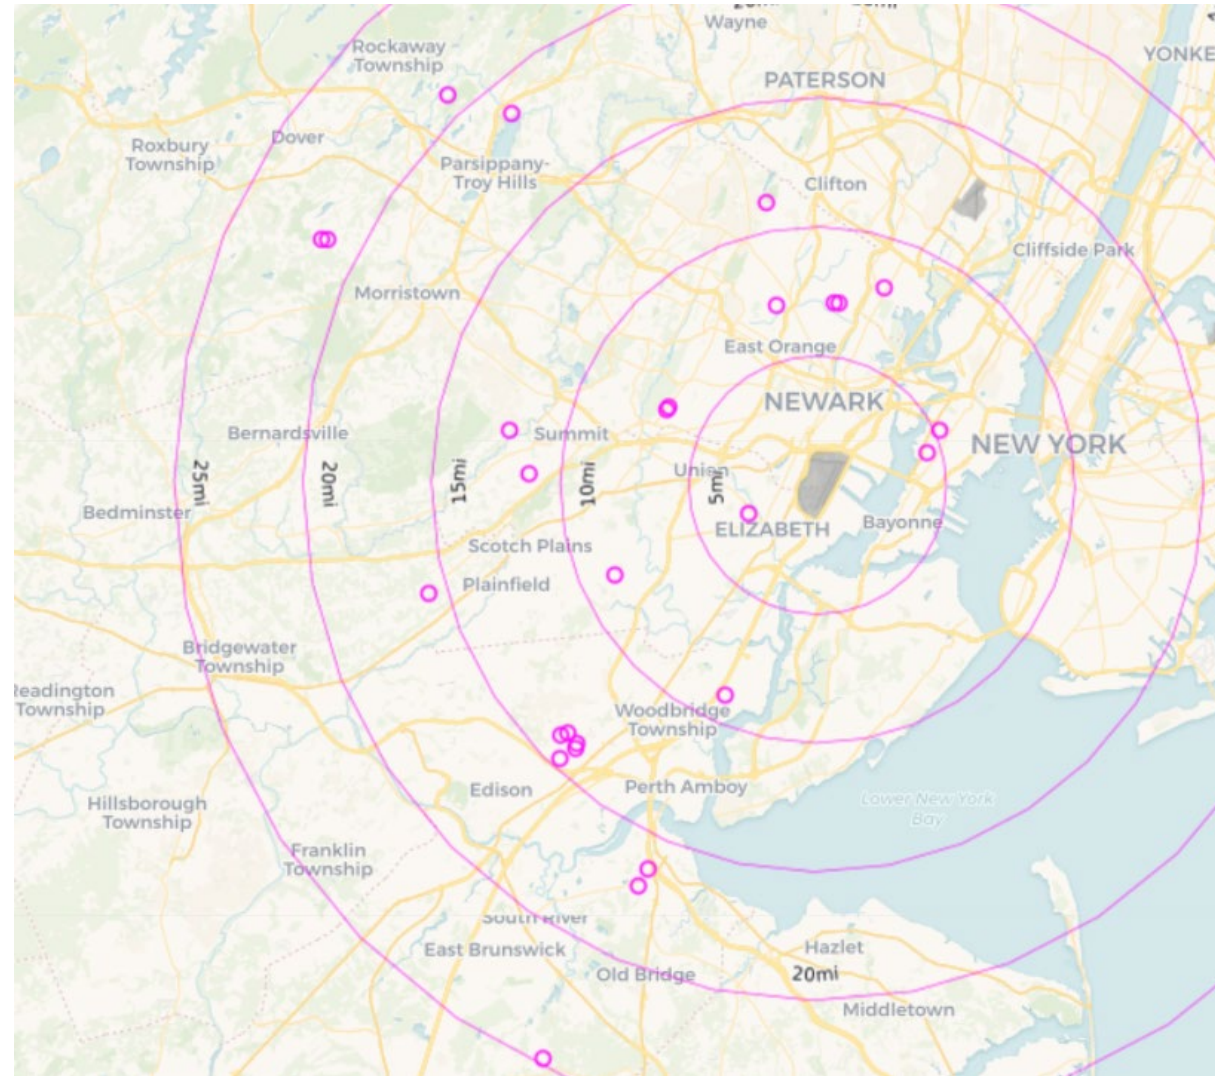 Wayne
Rockaway
Township
YONKE
PATERSON
Dover
Roxbury
Township
Parsippany-
Troy Hills
Clifton
Cliffside Park
Morristown
East Orange
NEWARK
Bernardsville
Summit
NEW YORK
Union
25mi
20mi
15mi
10mi
5mi
Bedminster
ELIZABETH
Bayonne
Scotch Plains
Plainfield
Bridgewater
Township
Readington
Township
Woodbridge
Township
Edison
Perth Amboy
Lower New York
Bay
Hillsborough
Township
Franklin
Township
South River
East Brunswick
Hazlet
Old Bridge
20mi
Middletown